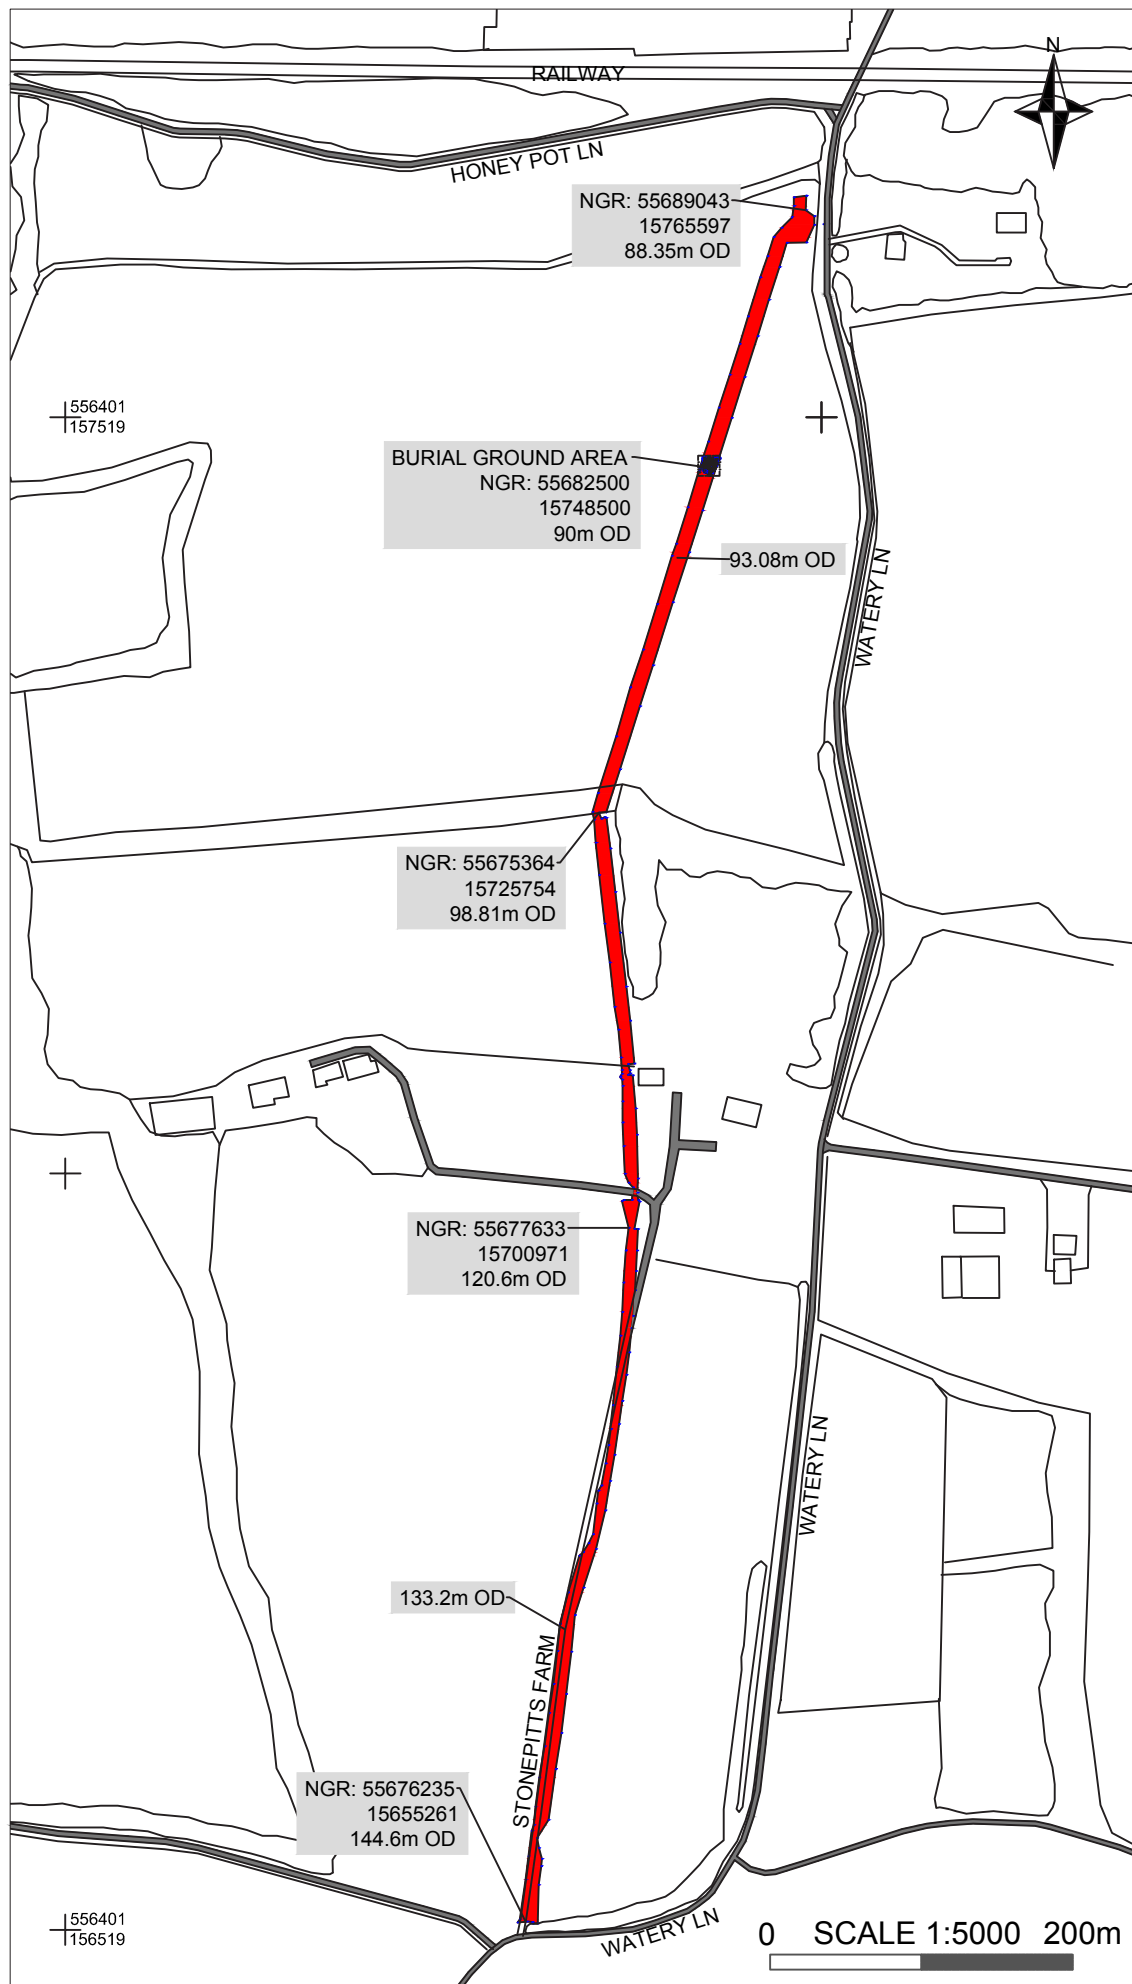 N
RAILWAY
HONEY POT LN
NGR: 55689043
15765597
88.35m OD
556401
157519
BURIAL GROUND AREA
NGR: 55682500
15748500
90m OD
93.08m OD
WATERY LN
NGR: 55675364
15725754
98.81m OD
NGR: 55677633
15700971
120.6m OD
WATERY LN
133.2m OD
STONEPITTS FARM
NGR: 55676235
15655261
144.6m OD
556401
156519
WATERY LN
0 SCALE 1:5000 200m